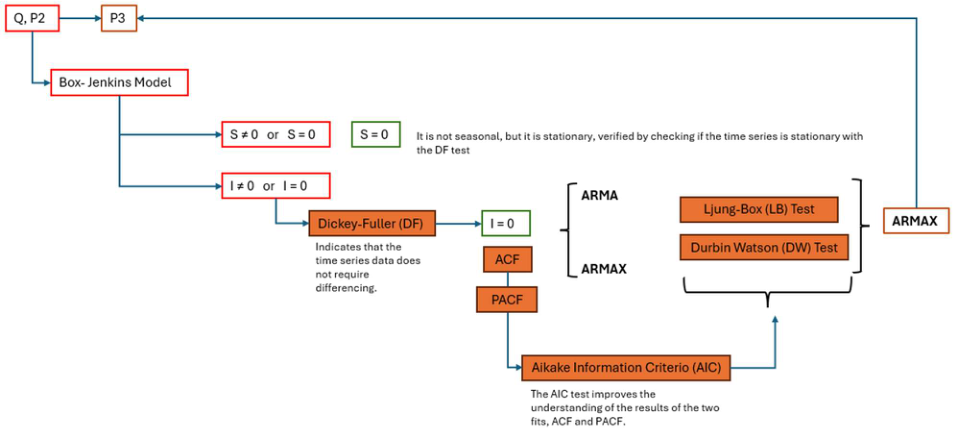 Q, P2
P3
Box- Jenkins Model
S ≠ 0 or S = 0
S = 0
It is not seasonal, but it is stationary, verified by checking if the time series is stationary with
the DF test
I ≠ 0 or I = 0
Dickey-Fuller (DF)
I = 0
Indicates that the
time series data does
not require
differencing.
ACF
PACF
ARMA
ARMAX
Ljung-Box (LB) Test
Durbin Watson (DW) Test
ARMAX
Aikake Information Criterio (AIC)
The AIC test improves the
understanding of the results of the two
fits, ACF and PACF.